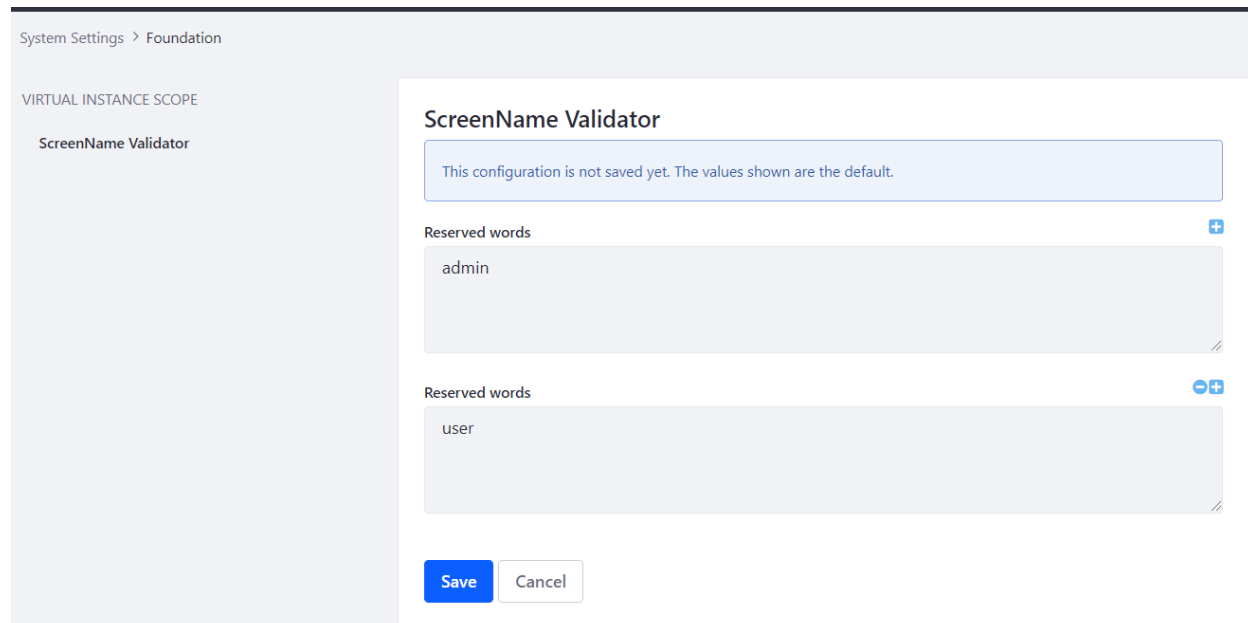 System Settings > Foundation
VIRTUAL INSTANCE SCOPE
ScreenName Validator
ScreenName Validator
This configuration is not saved yet. The values shown are the default.
Reserved words
admin
Reserved words
user
Save Cancel